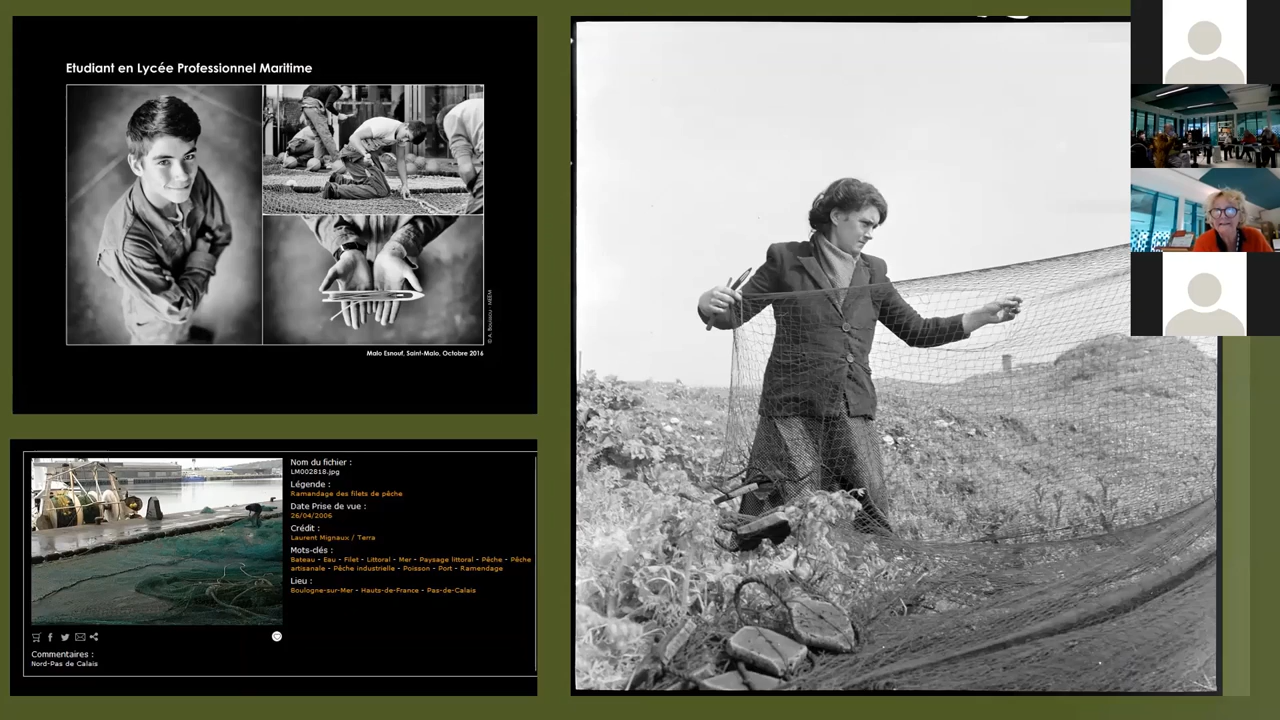 Etudiant en Lycée Professionnel Maritime
© A. Bouissou - MEEM
Malo Esnouf, Saint-Malo, Octobre 2016
Nom du fichier :
LM002818.jpg
Légende :
Ramandage des filets de pêche
Date Prise de vue :
26/04/2006
Crédit :
Laurent Mignaux / Terra
Mots-clés :
Bateau - Eau - Filet - Littoral - Mer - Paysage littoral - Pêche - Pêche
artisanale - Pêche industrielle - Poisson - Port - Ramendage
Lieu :
Boulogne-sur-Mer - Hauts-de-France - Pas-de-Calais
Commentaires :
Nord-Pas de Calais